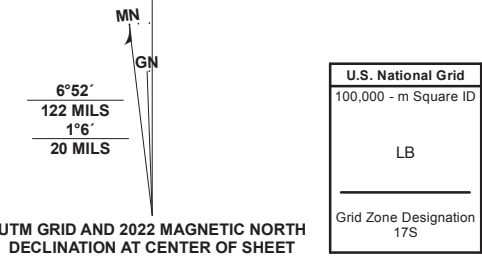 MN
GN
6°52´
122 MILS
1°6´
20 MILS
UTM GRID AND 2022 MAGNETIC NORTH
DECLINATION AT CENTER OF SHEET
U.S. National Grid
100,000 - m Square ID
LB
Grid Zone Designation
17S